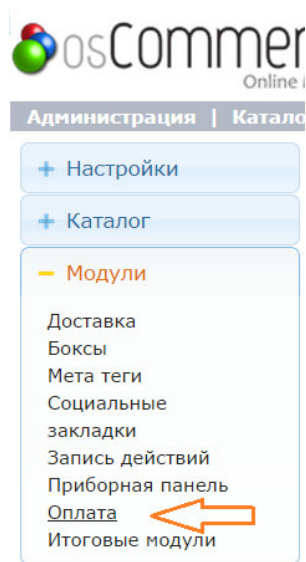 osCommer
Online
Администрация | Катало
+ Настройки
+ Каталог
– Модули
Доставка
Боксы
Мета теги
Социальные
закладки
Запись действий
Приборная панель
Оплата
Итоговые модули